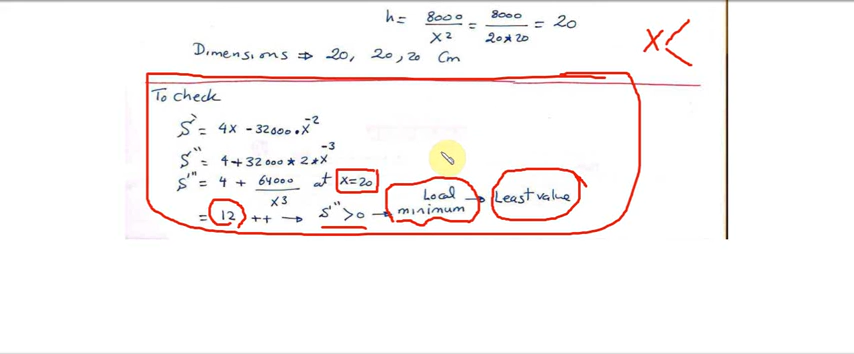 h = 8000/x² = 8000/20*20 = 20
Dimensions ⇒ 20, 20, 20 Cm
x<
To check
S' = 4x - 32000 • x⁻²
S'' = 4 + 32000 * 2 * x⁻³
S''' = 4 + 64000/x³ at x=20
= 12 ++ → S'' > 0 → Local minimum → Least value